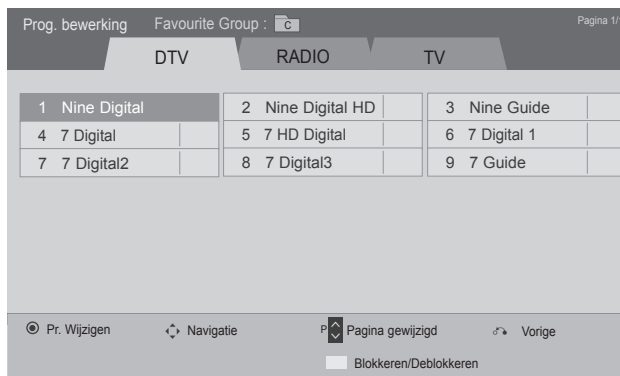 Prog. bewerking Favourite Group : C Pagina 1/
DTV RADIO TV
1 Nine Digital 2 Nine Digital HD 3 Nine Guide
4 7 Digital 5 7 HD Digital 6 7 Digital 1
7 7 Digital2 8 7 Digital3 9 7 Guide
Pr. Wijzigen Navigatie P Pagina gewijzigd Vorige
Blokkeren/Deblokkeren